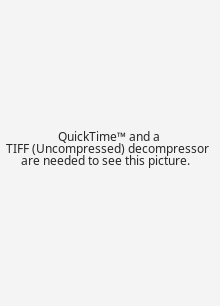 QuickTime™ and a
TIFF (Uncompressed) decompressor
are needed to see this picture.